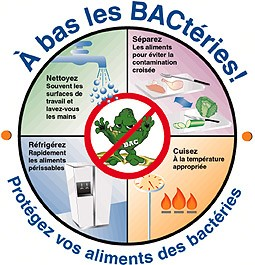 À bas les BACtéries!
Nettoyez
Souvent les
surfaces de
travail et
lavez-vous
les mains
Séparez
Les aliments
pour éviter la
contamination
croisée
Réfrigérez
Rapidement
les aliments
périssables
BAC
Cuisez
À la température
appropriée
Protégez vos aliments des bactéries